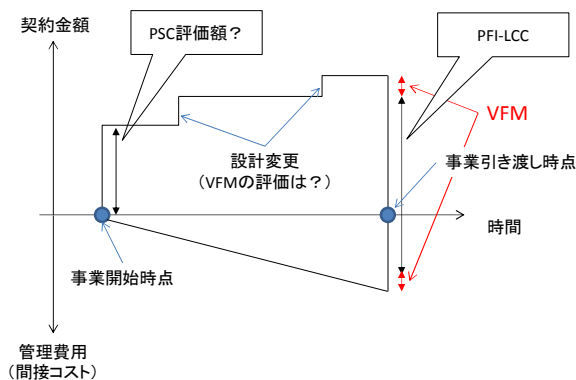 契約金額
PSC評価額？
PFI-LCC
VFM
設計変更
（VFMの評価は？）
事業引き渡し時点
時間
事業開始時点
管理費用
（間接コスト）